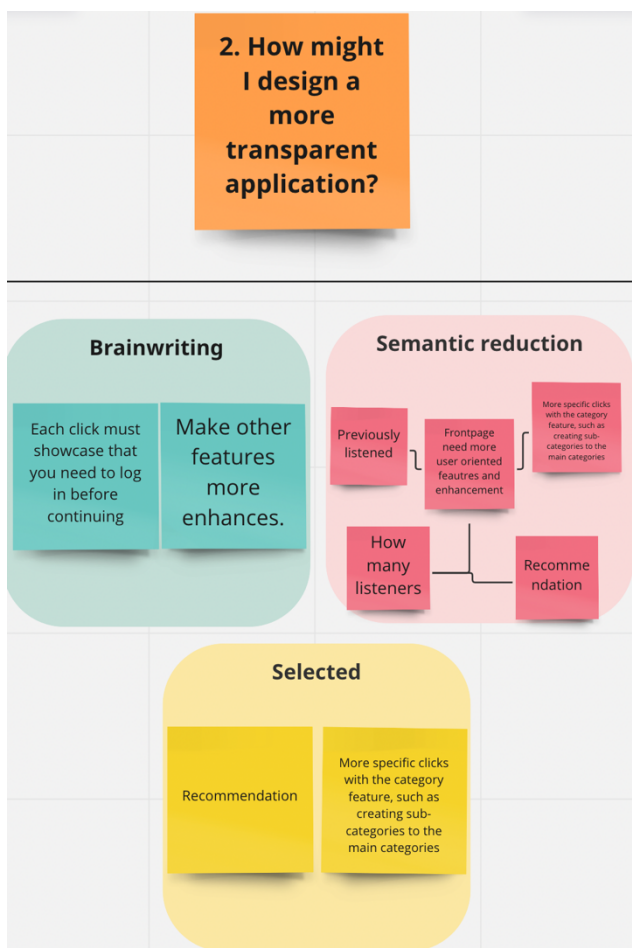 2. How might
I design a
more
transparent
application?
Brainwriting
Each click must
showcase that
you need to log
in before
continuing
Make other
features
more
enhances.
Semantic reduction
Previously
listened
Frontpage
need more
user oriented
feautres and
enhancement
More specific clicks
with the category
feature, such as
creating sub-
categories to the
main categories
How
many
listeners
Recomme
ndation
Selected
Recommendation
More specific clicks
with the category
feature, such as
creating sub-
categories to the
main categories